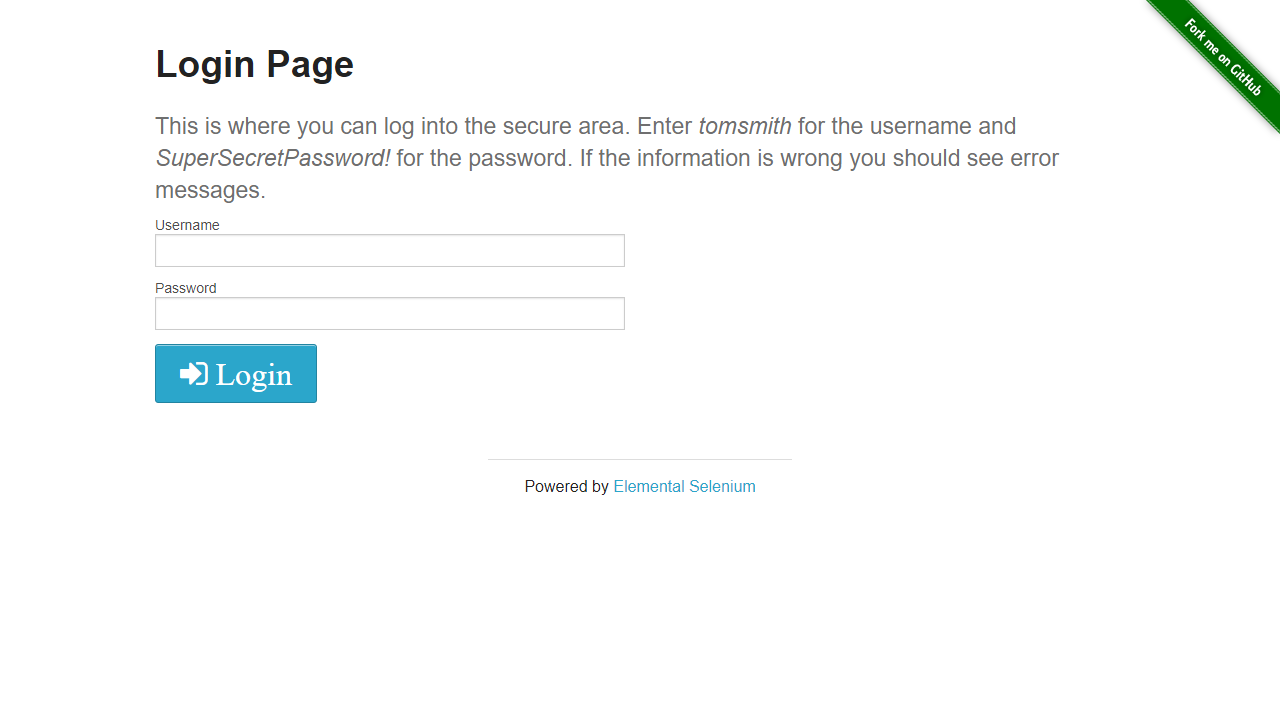 Fork me on GitHub
Login Page
This is where you can log into the secure area. Enter tomsmith for the username and
SuperSecretPassword! for the password. If the information is wrong you should see error
messages.
Username
Password
Login
Powered by Elemental Selenium